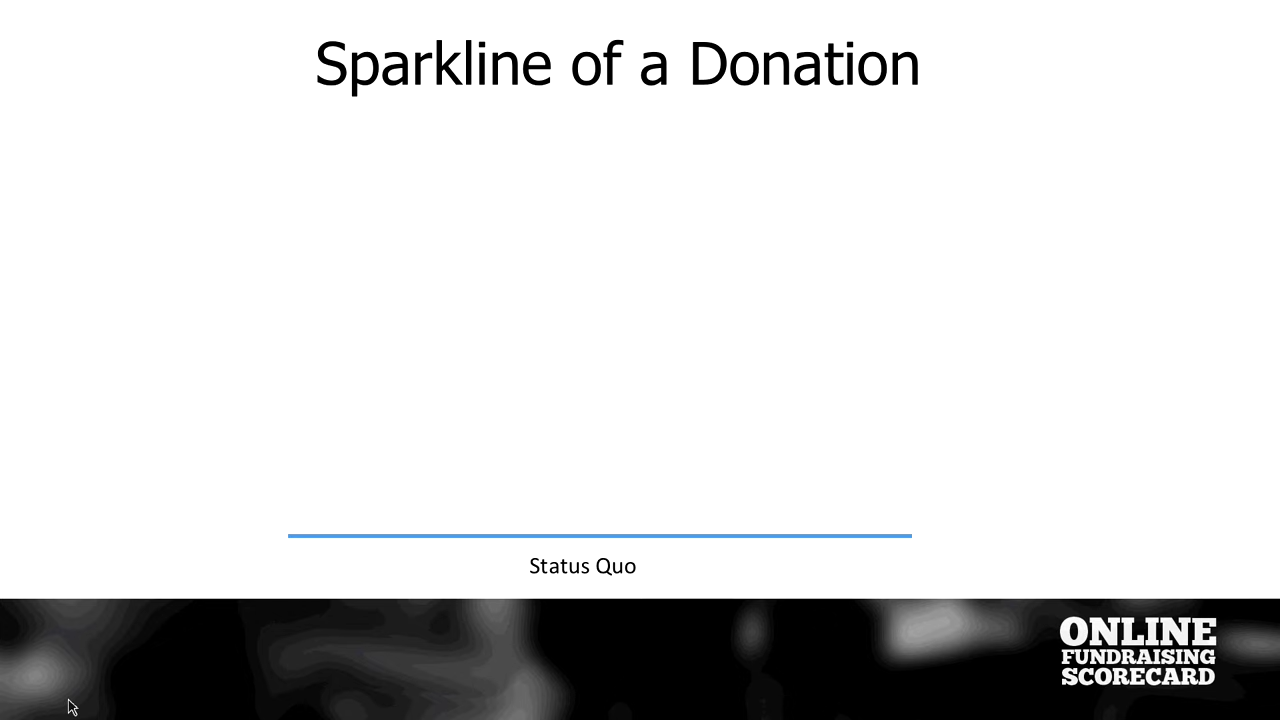 Sparkline of a Donation
Status Quo
ONLINE
FUNDRAISING
SCORECARD